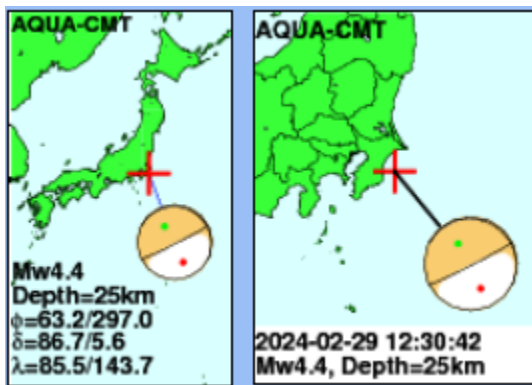 AQUA-CMT
Mw4.4
Depth=25km
ϕ=63.2/297.0
δ=86.7/5.6
λ=85.5/143.7
AQUA-CMT
2024-02-29 12:30:42
Mw4.4, Depth=25km